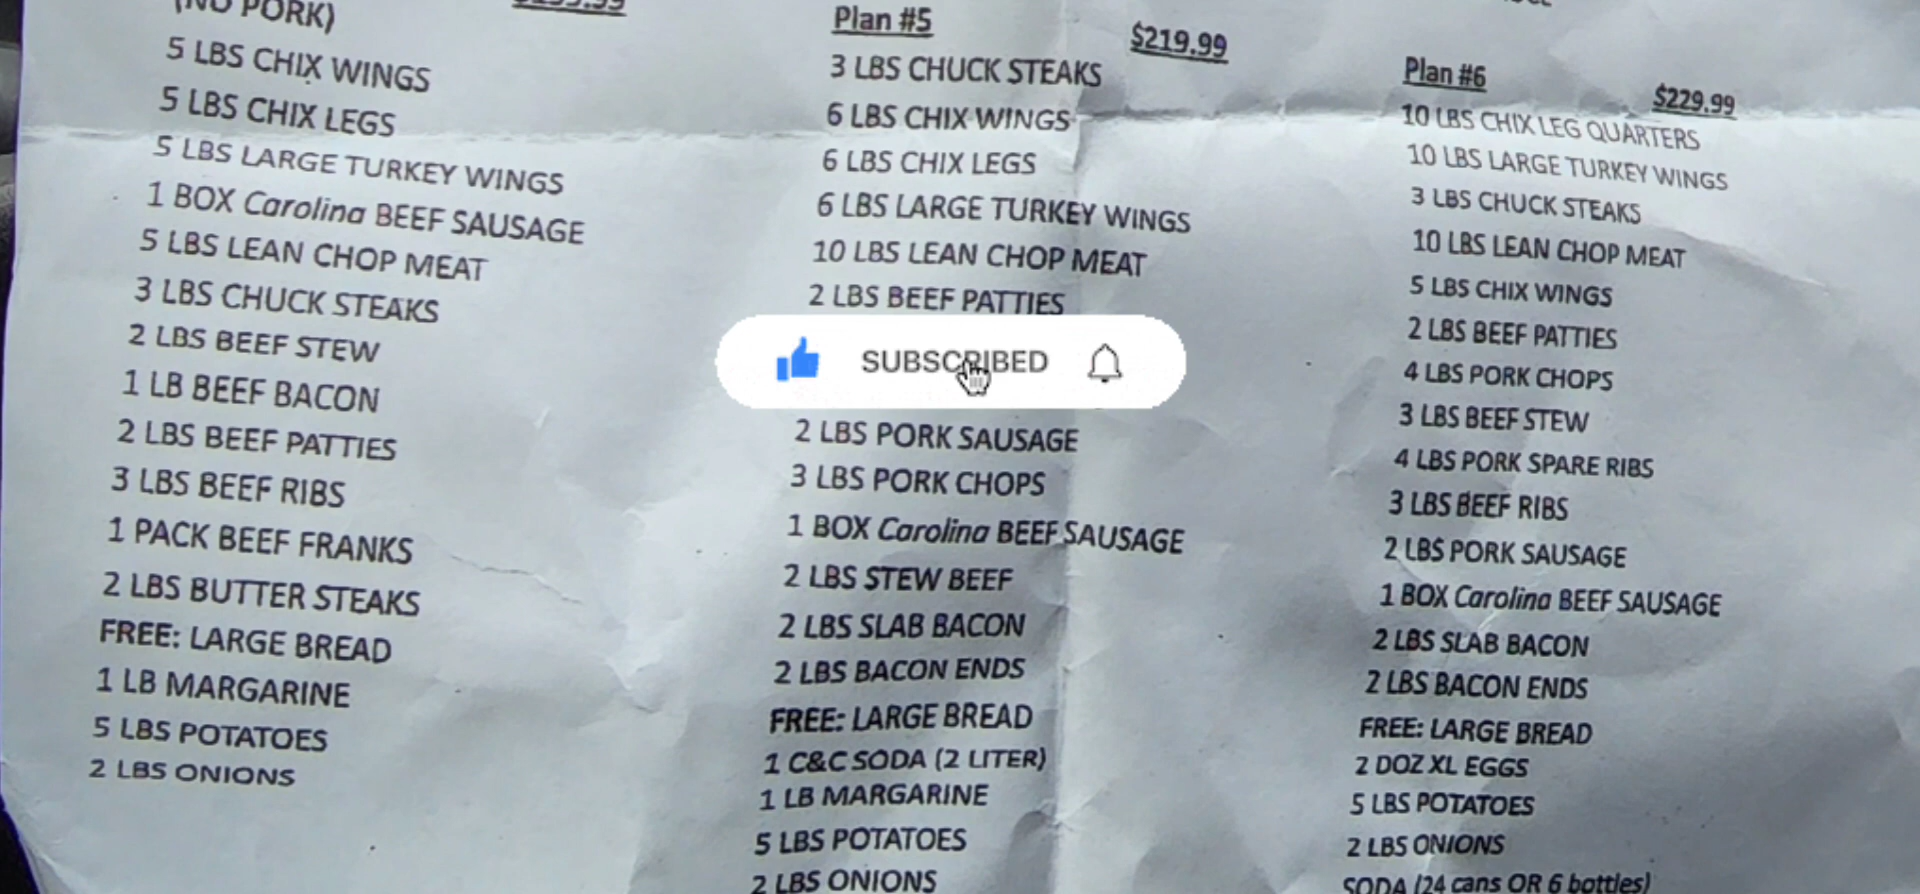 (NO PORK)
5 LBS CHIX WINGS
5 LBS CHIX LEGS
5 LBS LARGE TURKEY WINGS
1 BOX Carolina BEEF SAUSAGE
5 LBS LEAN CHOP MEAT
3 LBS CHUCK STEAKS
2 LBS BEEF STEW
1 LB BEEF BACON
2 LBS BEEF PATTIES
3 LBS BEEF RIBS
1 PACK BEEF FRANKS
2 LBS BUTTER STEAKS
FREE: LARGE BREAD
1 LB MARGARINE
5 LBS POTATOES
2 LBS ONIONS
Plan #5
$219.99
3 LBS CHUCK STEAKS
6 LBS CHIX WINGS
6 LBS CHIX LEGS
6 LBS LARGE TURKEY WINGS
10 LBS LEAN CHOP MEAT
2 LBS BEEF PATTIES
SUBSCRIBED
2 LBS PORK SAUSAGE
3 LBS PORK CHOPS
1 BOX Carolina BEEF SAUSAGE
2 LBS STEW BEEF
2 LBS SLAB BACON
2 LBS BACON ENDS
FREE: LARGE BREAD
1 C&C SODA (2 LITER)
1 LB MARGARINE
5 LBS POTATOES
2 LBS ONIONS
Plan #6
$229.99
10 LBS CHIX LEG QUARTERS
10 LBS LARGE TURKEY WINGS
3 LBS CHUCK STEAKS
10 LBS LEAN CHOP MEAT
5 LBS CHIX WINGS
2 LBS BEEF PATTIES
4 LBS PORK CHOPS
3 LBS BEEF STEW
4 LBS PORK SPARE RIBS
3 LBS BEEF RIBS
2 LBS PORK SAUSAGE
1 BOX Carolina BEEF SAUSAGE
2 LBS SLAB BACON
2 LBS BACON ENDS
FREE: LARGE BREAD
2 DOZ XL EGGS
5 LBS POTATOES
2 LBS ONIONS
SODA (24 cans OR 6 bottles)